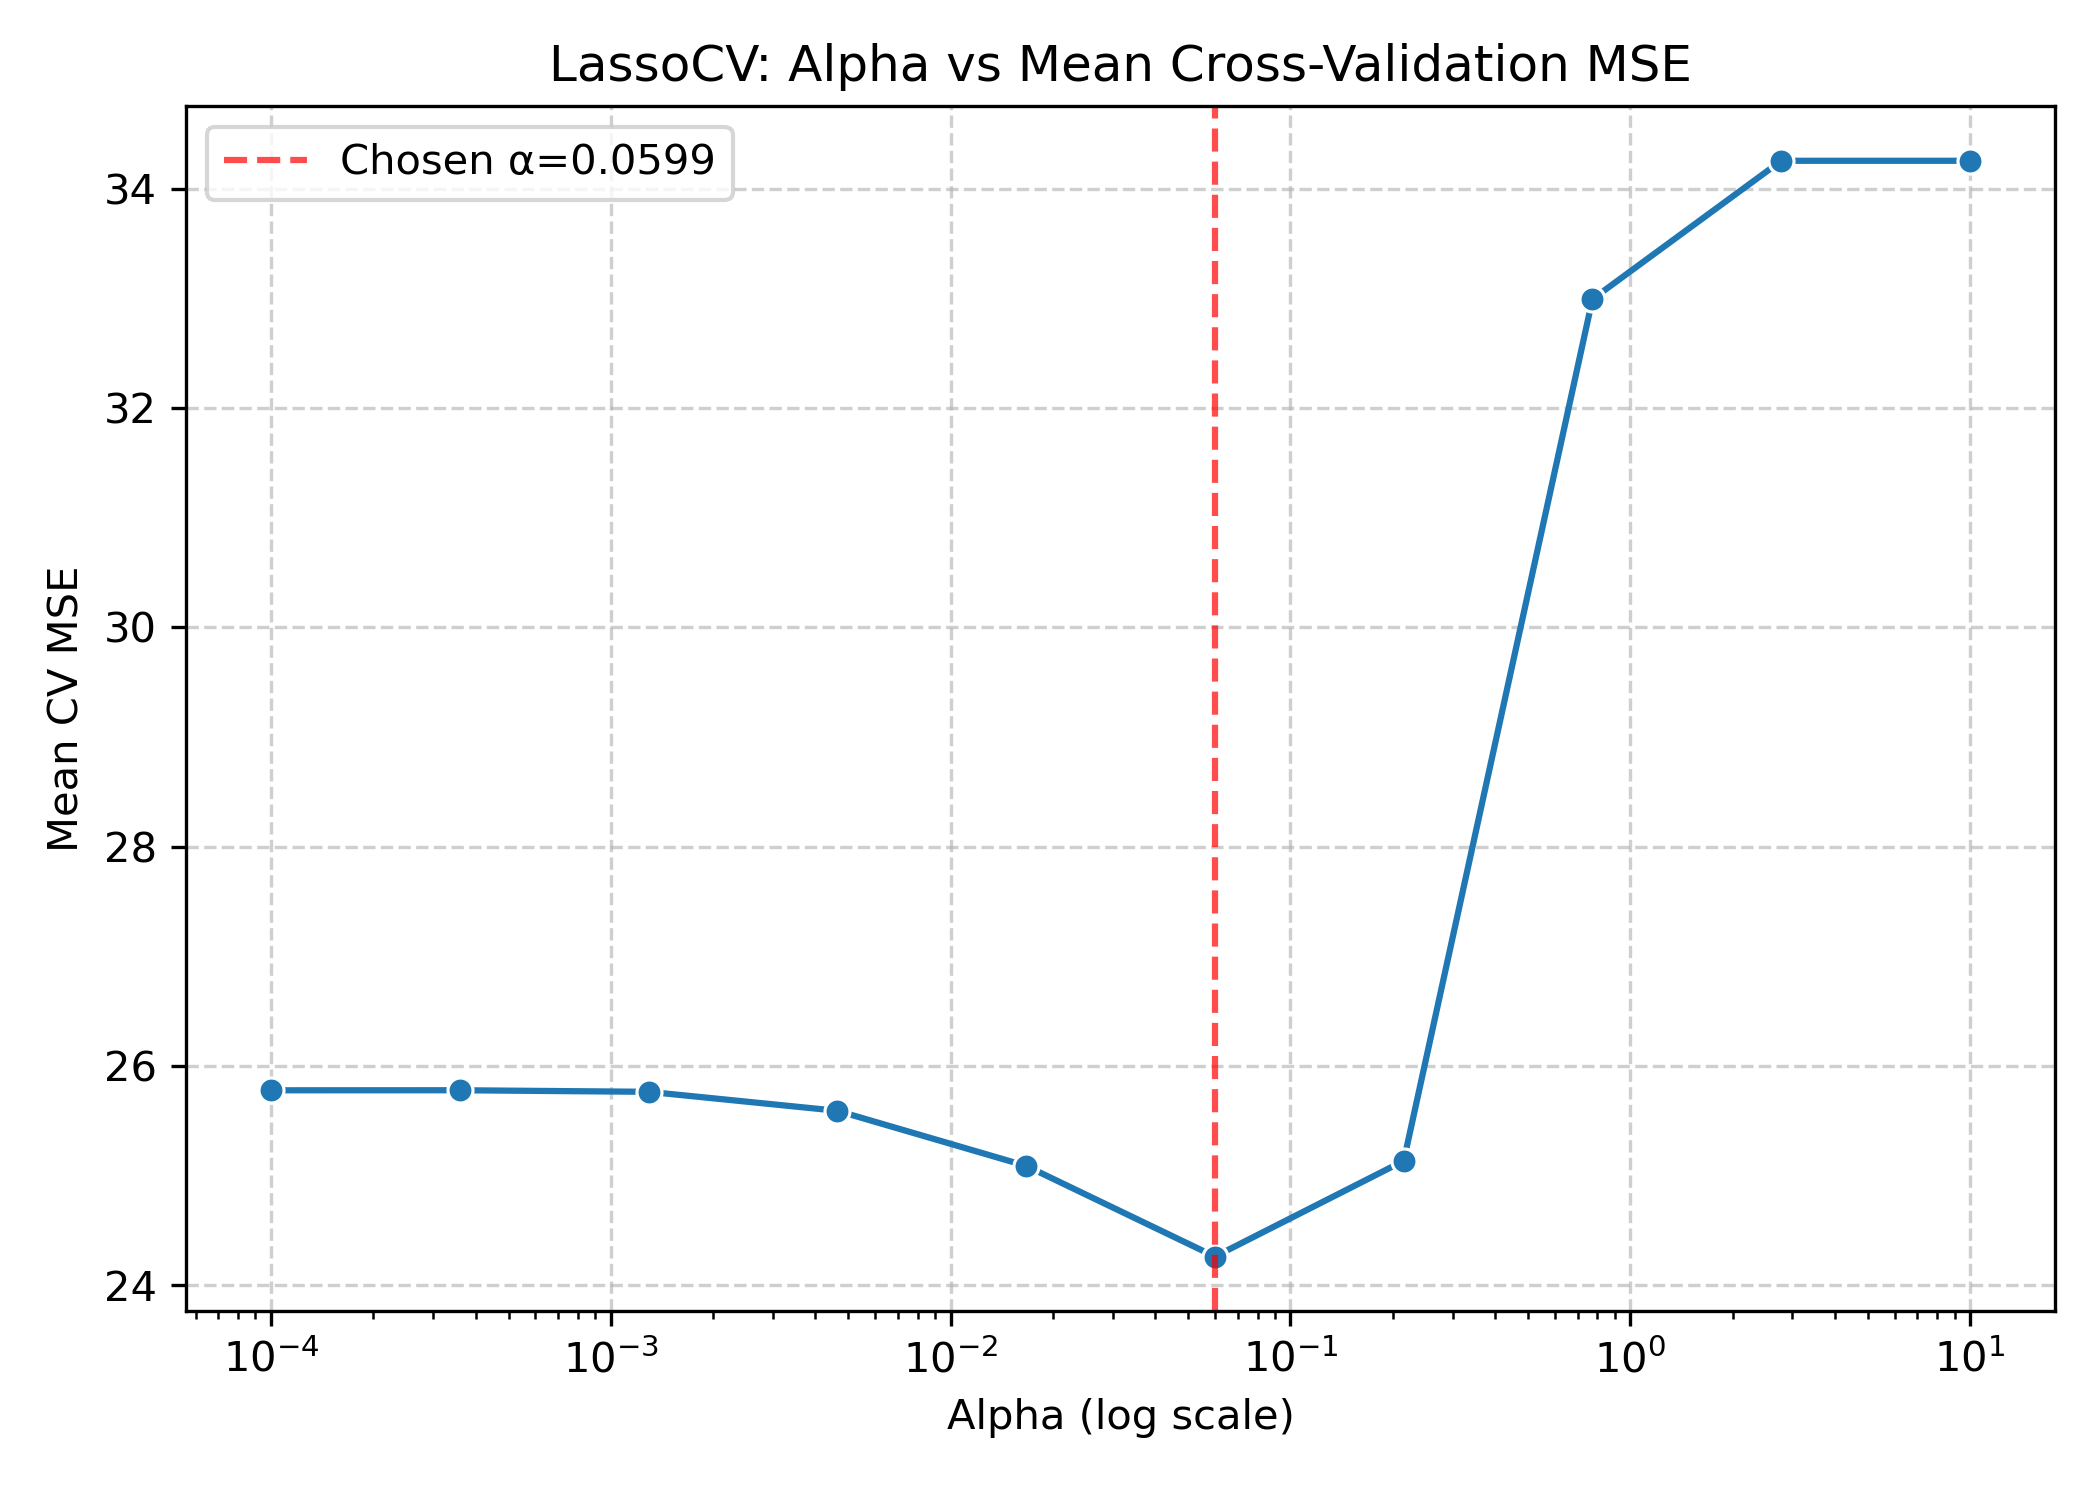 LassoCV: Alpha vs Mean Cross-Validation MSE
Chosen α=0.0599
Mean CV MSE
34
32
30
28
26
24
10⁻⁴ 10⁻³ 10⁻² 10⁻¹ 10⁰ 10¹
Alpha (log scale)